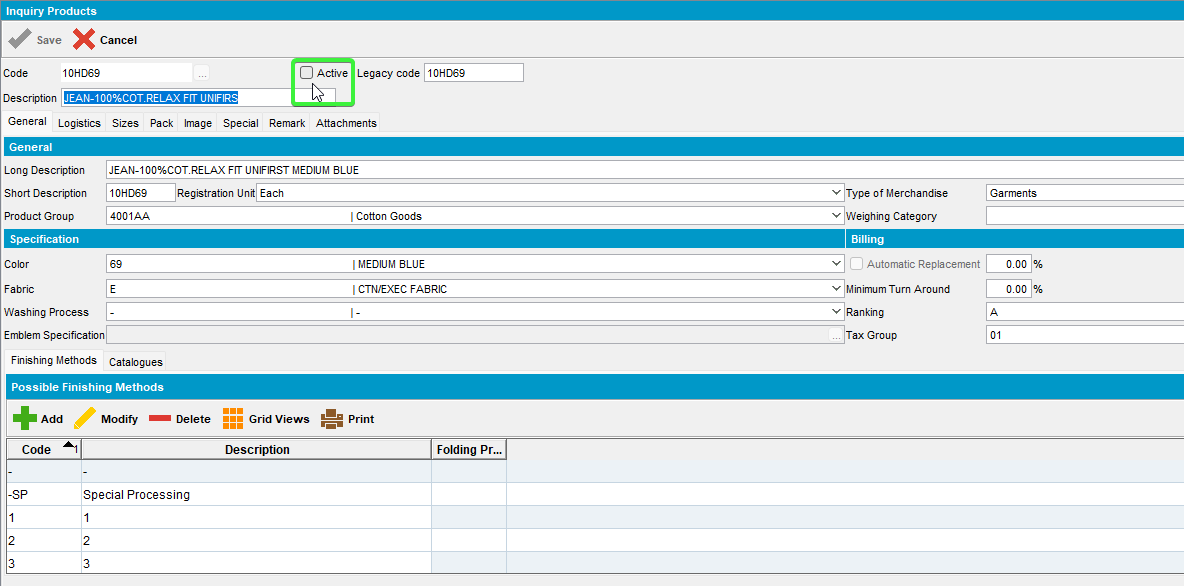 Inquiry Products
Save Cancel
Code 10HD69 ... Active Legacy code 10HD69
Description JEAN-100%COT.RELAX FIT UNIFIRS
General Logistics Sizes Pack Image Special Remark Attachments
General
Long Description JEAN-100%COT.RELAX FIT UNIFIRST MEDIUM BLUE
Short Description 10HD69 Registration Unit Each Type of Merchandise Garments
Product Group 4001AA | Cotton Goods Weighing Category
Specification Billing
Color 69 | MEDIUM BLUE Automatic Replacement 0.00 %
Fabric E | CTN/EXEC FABRIC Minimum Turn Around 0.00 %
Washing Process - | - Ranking A
Emblem Specification ... Tax Group 01
Finishing Methods Catalogues
Possible Finishing Methods
Add Modify Delete Grid Views Print
Code 1 Description Folding Pr...
- -
-SP Special Processing
1 1
2 2
3 3